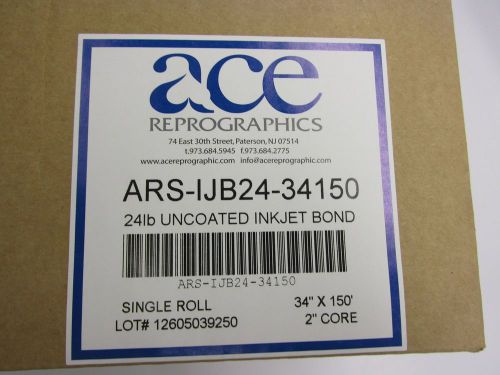 ace
REPROGRAPHICS
74 East 30th Street, Paterson, NJ 07514
t.973.684.5945 f.973.684.2775
www.acereprographic.com info@acereprographic.com
ARS-IJB24-34150
24lb UNCOATED INKJET BOND
ARS-IJB24-34150
SINGLE ROLL 34" X 150'
LOT# 12605039250 2" CORE